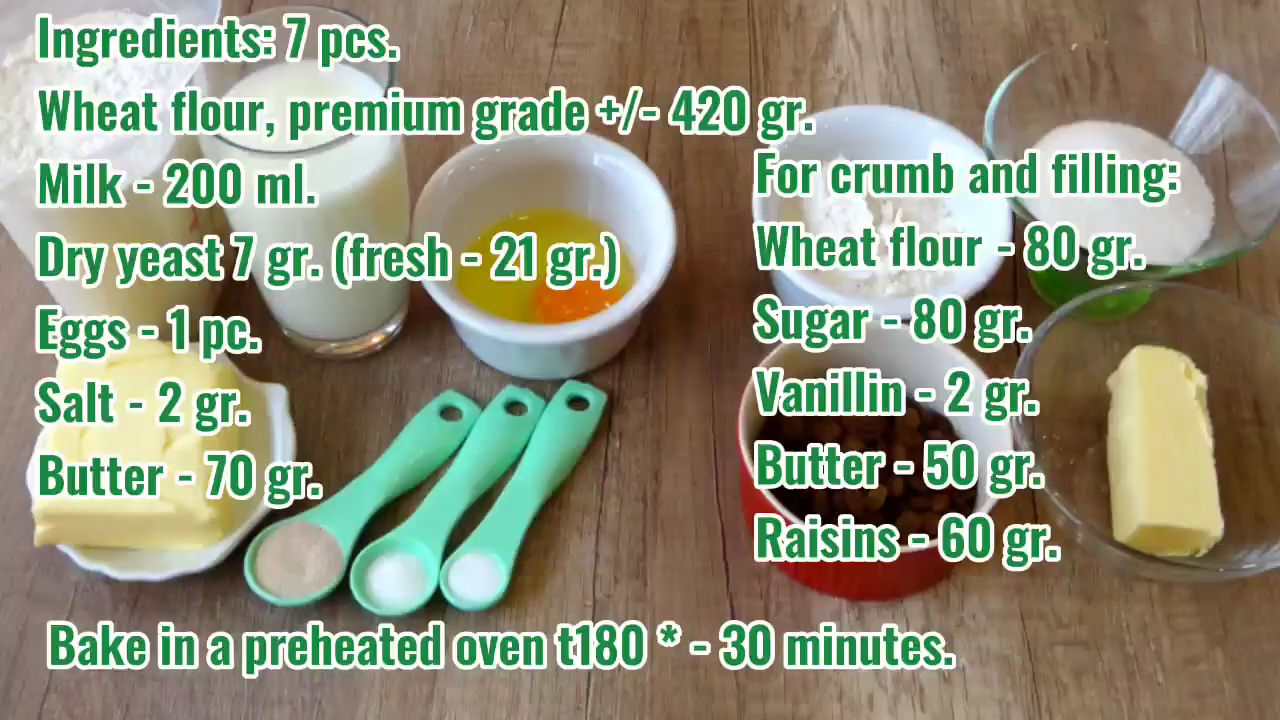 Ingredients: 7 pcs.
Wheat flour, premium grade +/- 420 gr.
Milk - 200 ml.
Dry yeast 7 gr. (fresh - 21 gr.)
Eggs - 1 pc.
Salt - 2 gr.
Butter - 70 gr.
For crumb and filling:
Wheat flour - 80 gr.
Sugar - 80 gr.
Vanillin - 2 gr.
Butter - 50 gr.
Raisins - 60 gr.
Bake in a preheated oven t180 * - 30 minutes.